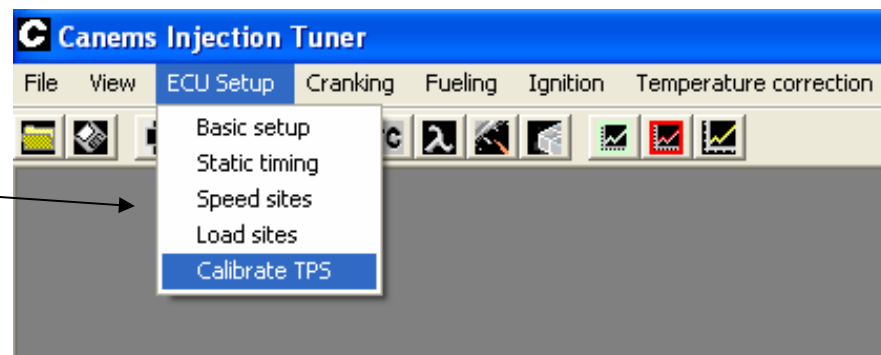 C Canems Injection Tuner
File View ECU Setup Cranking Fueling Ignition Temperature correction
Basic setup
C λ
Static timing
Speed sites
Load sites
Calibrate TPS